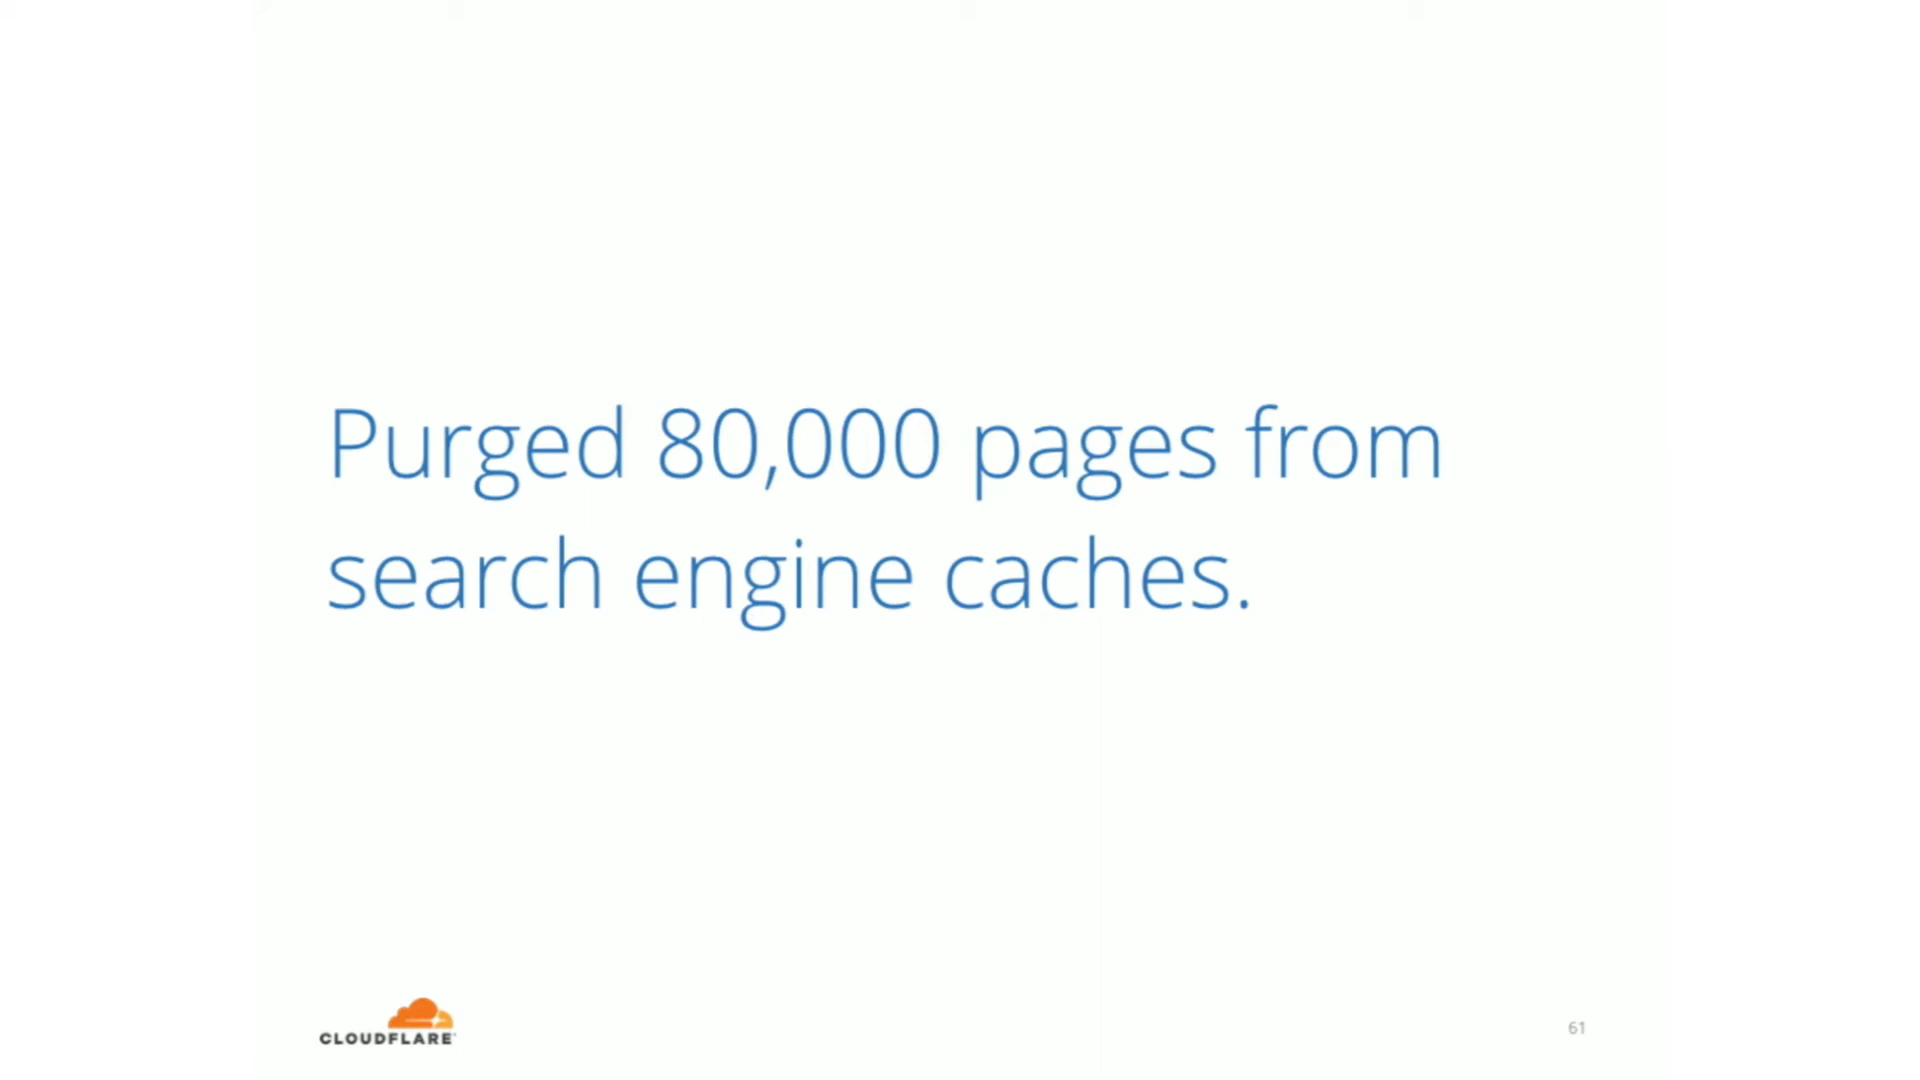 Purged 80,000 pages from
search engine caches.
CLOUDFLARE
61